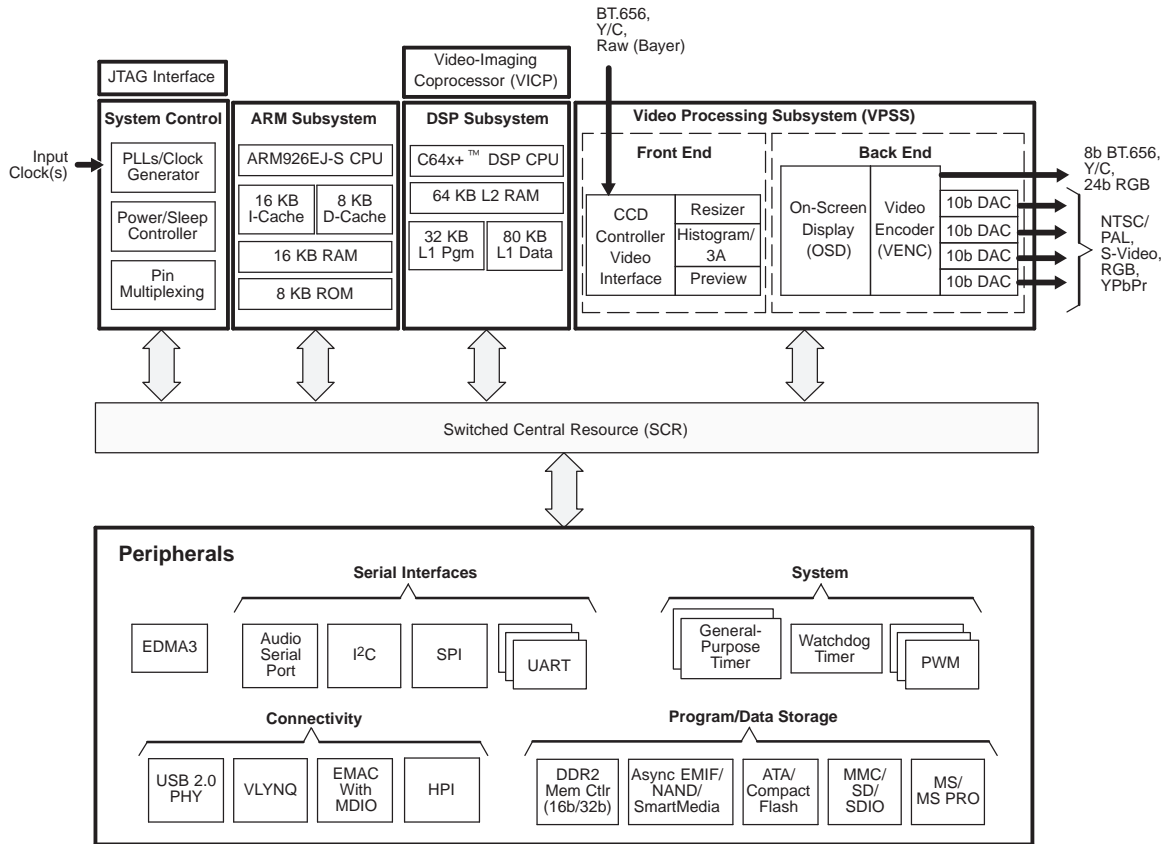 BT.656,
Y/C,
Raw (Bayer)
JTAG Interface
Video-Imaging
Coprocessor (VICP)
Input
Clock(s)
System Control
PLLs/Clock
Generator
Power/Sleep
Controller
Pin
Multiplexing
ARM Subsystem
ARM926EJ-S CPU
16 KB
I-Cache
8 KB
D-Cache
16 KB RAM
8 KB ROM
DSP Subsystem
C64x+™ DSP CPU
64 KB L2 RAM
32 KB
L1 Pgm
80 KB
L1 Data
Video Processing Subsystem (VPSS)
Front End
CCD
Controller
Video
Interface
Resizer
Histogram/
3A
Preview
Back End
On-Screen
Display
(OSD)
Video
Encoder
(VENC)
10b DAC
10b DAC
10b DAC
10b DAC
8b BT.656,
Y/C,
24b RGB
NTSC/
PAL,
S-Video,
RGB,
YPbPr
Switched Central Resource (SCR)
Peripherals
EDMA3
Serial Interfaces
Audio
Serial
Port
I²C
SPI
UART
System
General-
Purpose
Timer
Watchdog
Timer
PWM
Connectivity
USB 2.0
PHY
VLYNQ
EMAC
With
MDIO
HPI
Program/Data Storage
DDR2
Mem Ctlr
(16b/32b)
Async EMIF/
NAND/
SmartMedia
ATA/
Compact
Flash
MMC/
SD/
SDIO
MS/
MS PRO